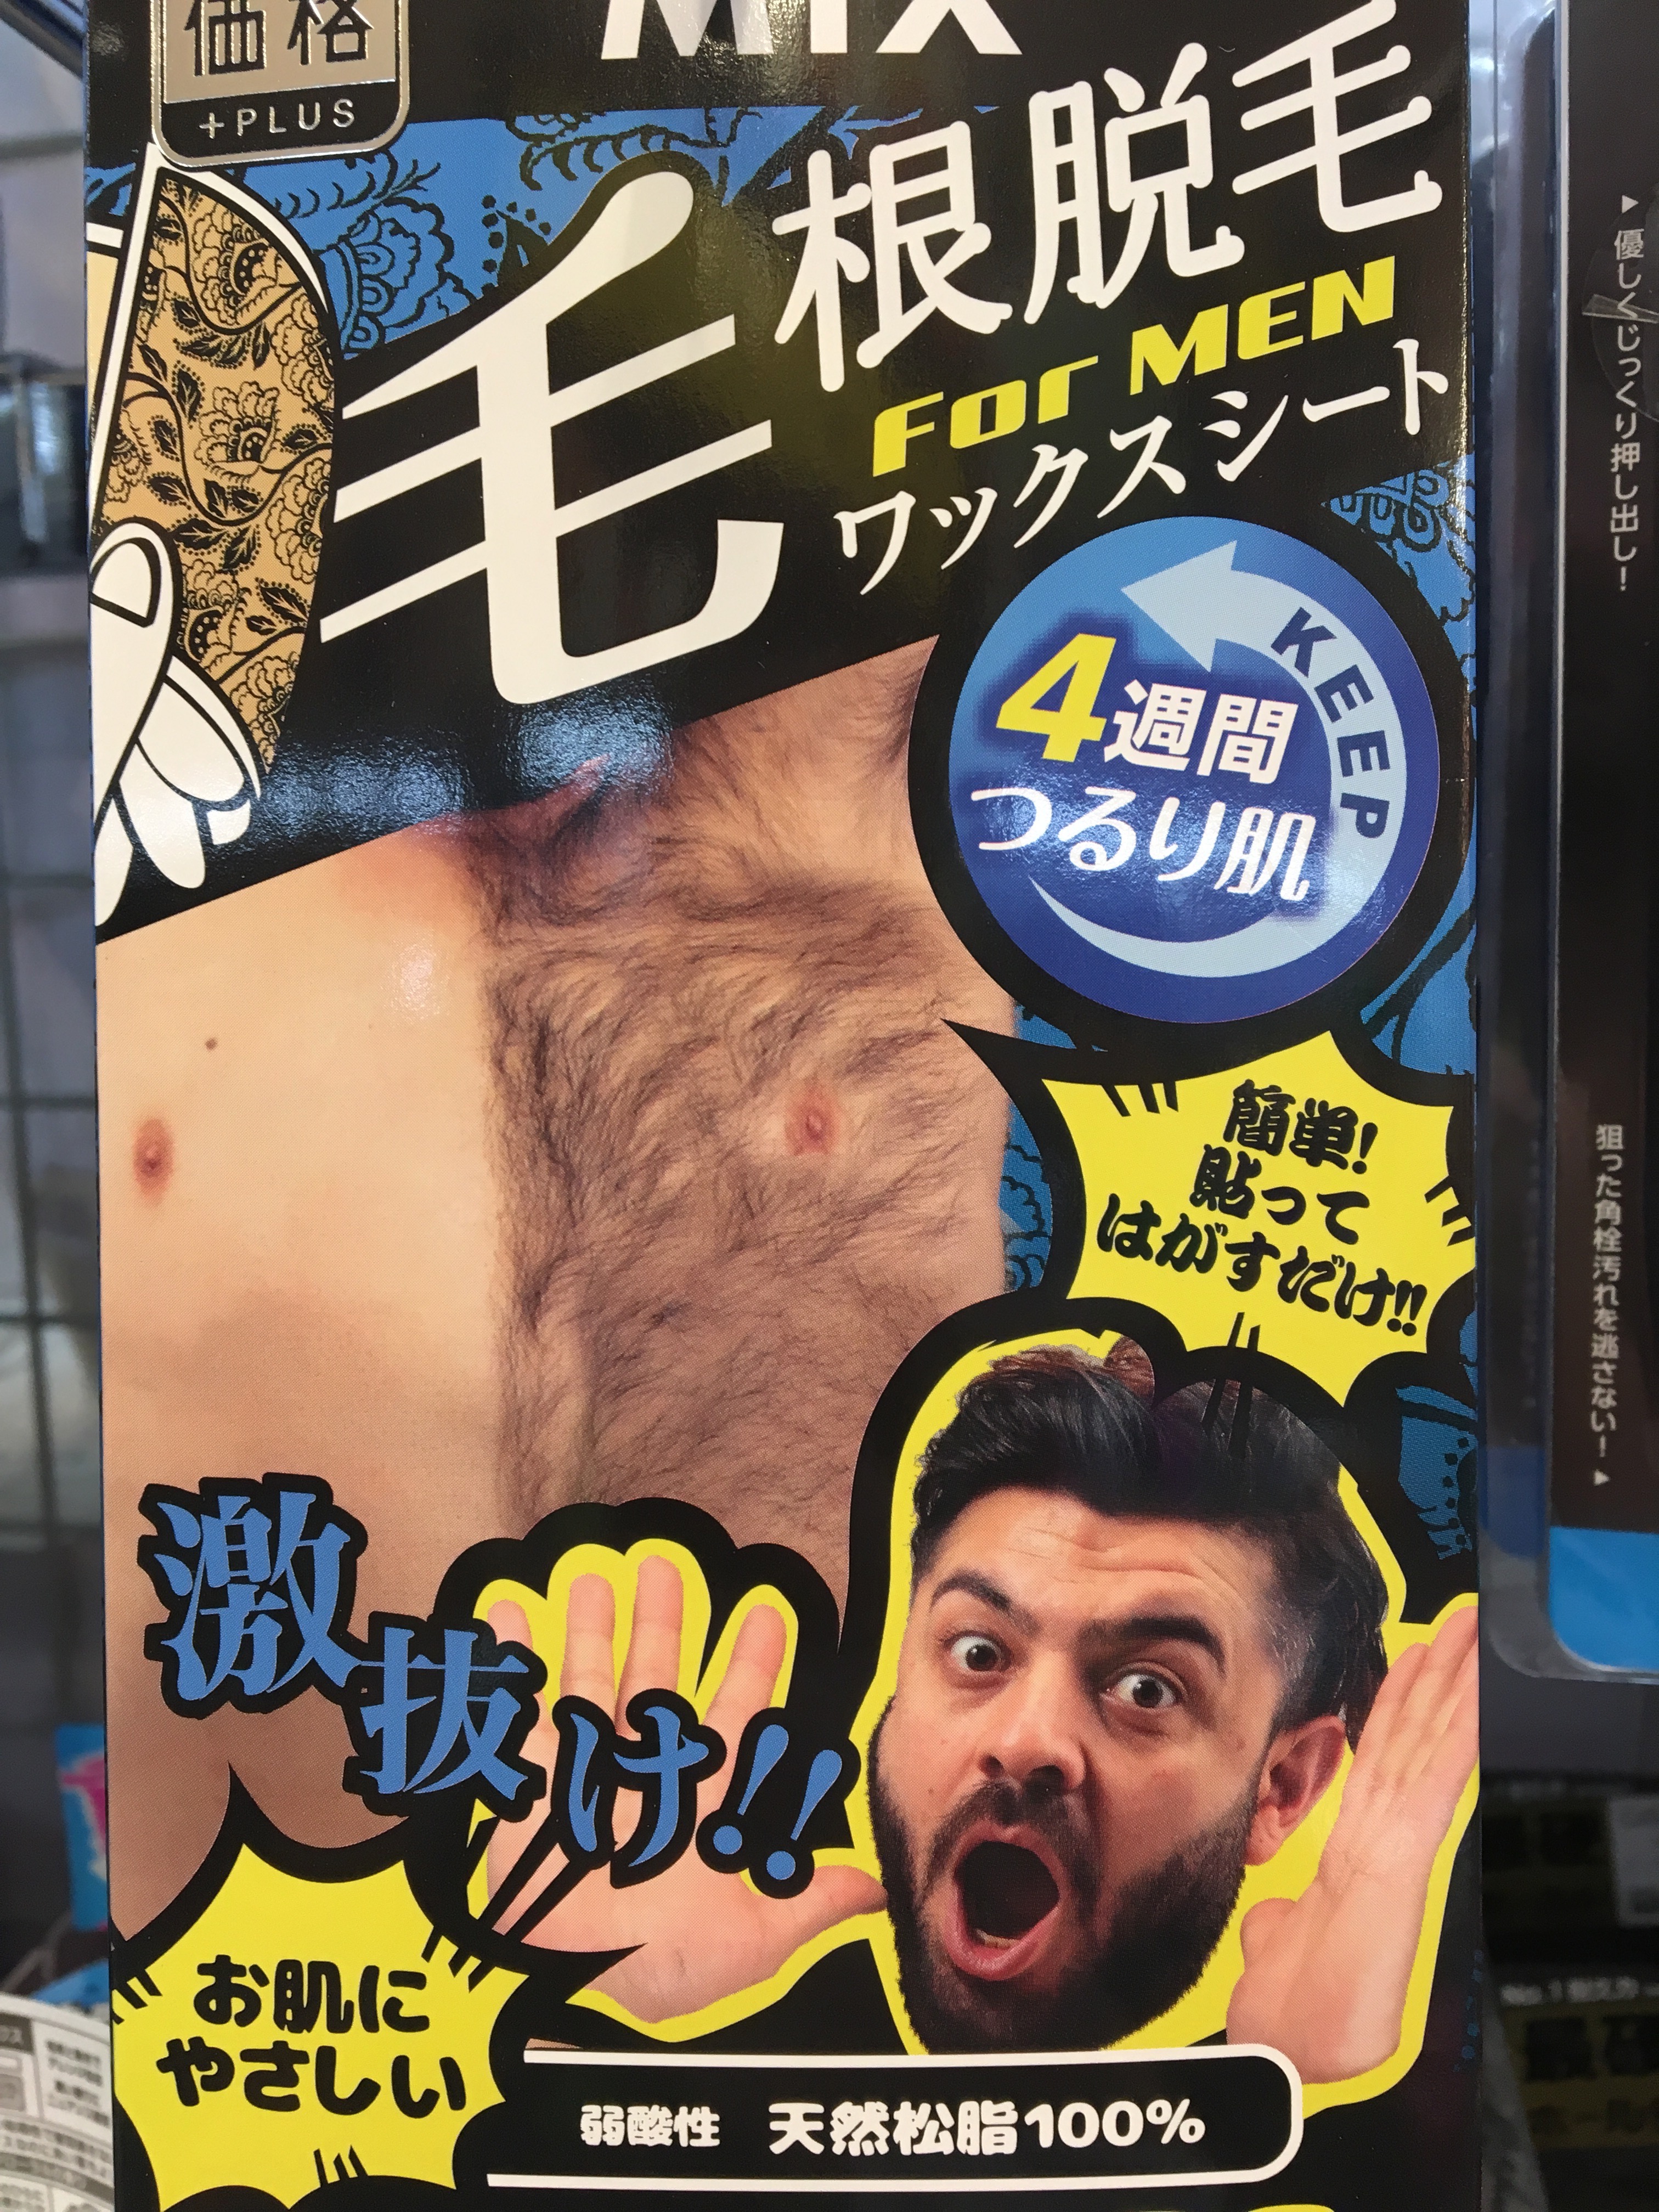 価格
+PLUS
MIX
毛根脱毛
For MEN
ワックスシート
KEEP
4週間
つるり肌
簡単!
貼って
はがすだけ!!
激抜け!!
お肌に
やさしい
弱酸性 天然松脂100%
▶優しくじっくり押し出し!
狙った角栓汚れを逃さない!◀